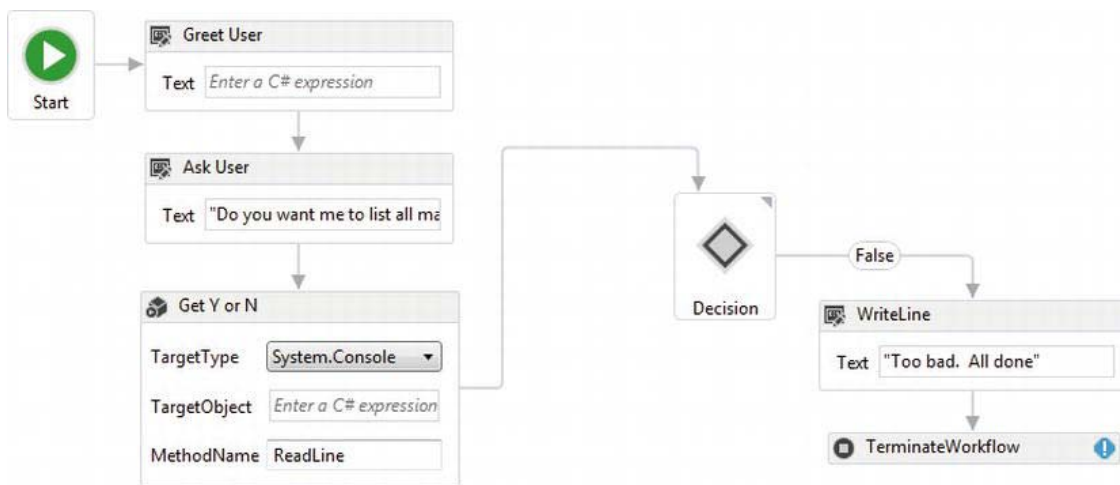 Greet User
Text Enter a C# expression
Start
Ask User
Text "Do you want me to list all ma
Get Y or N
TargetType System.Console
TargetObject Enter a C# expression
MethodName ReadLine
Decision
False
WriteLine
Text "Too bad.  All done"
TerminateWorkflow